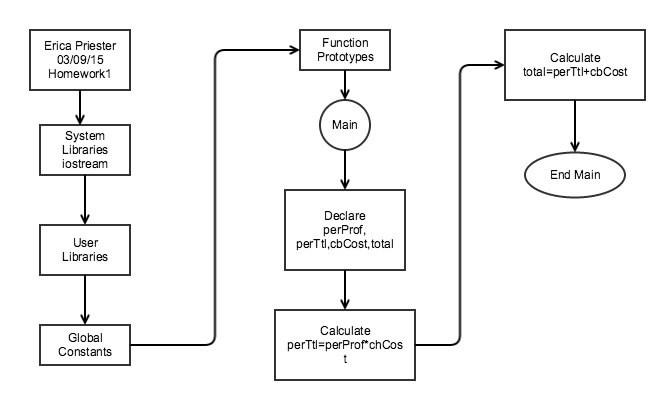 Erica Priester
03/09/15
Homework1
System
Libraries
iostream
User
Libraries
Global
Constants
Function
Prototypes
Main
Declare
perProf,
perTtl,cbCost,total
Calculate
perTtl=perProf*chCos
t
Calculate
total=perTtl+cbCost
End Main